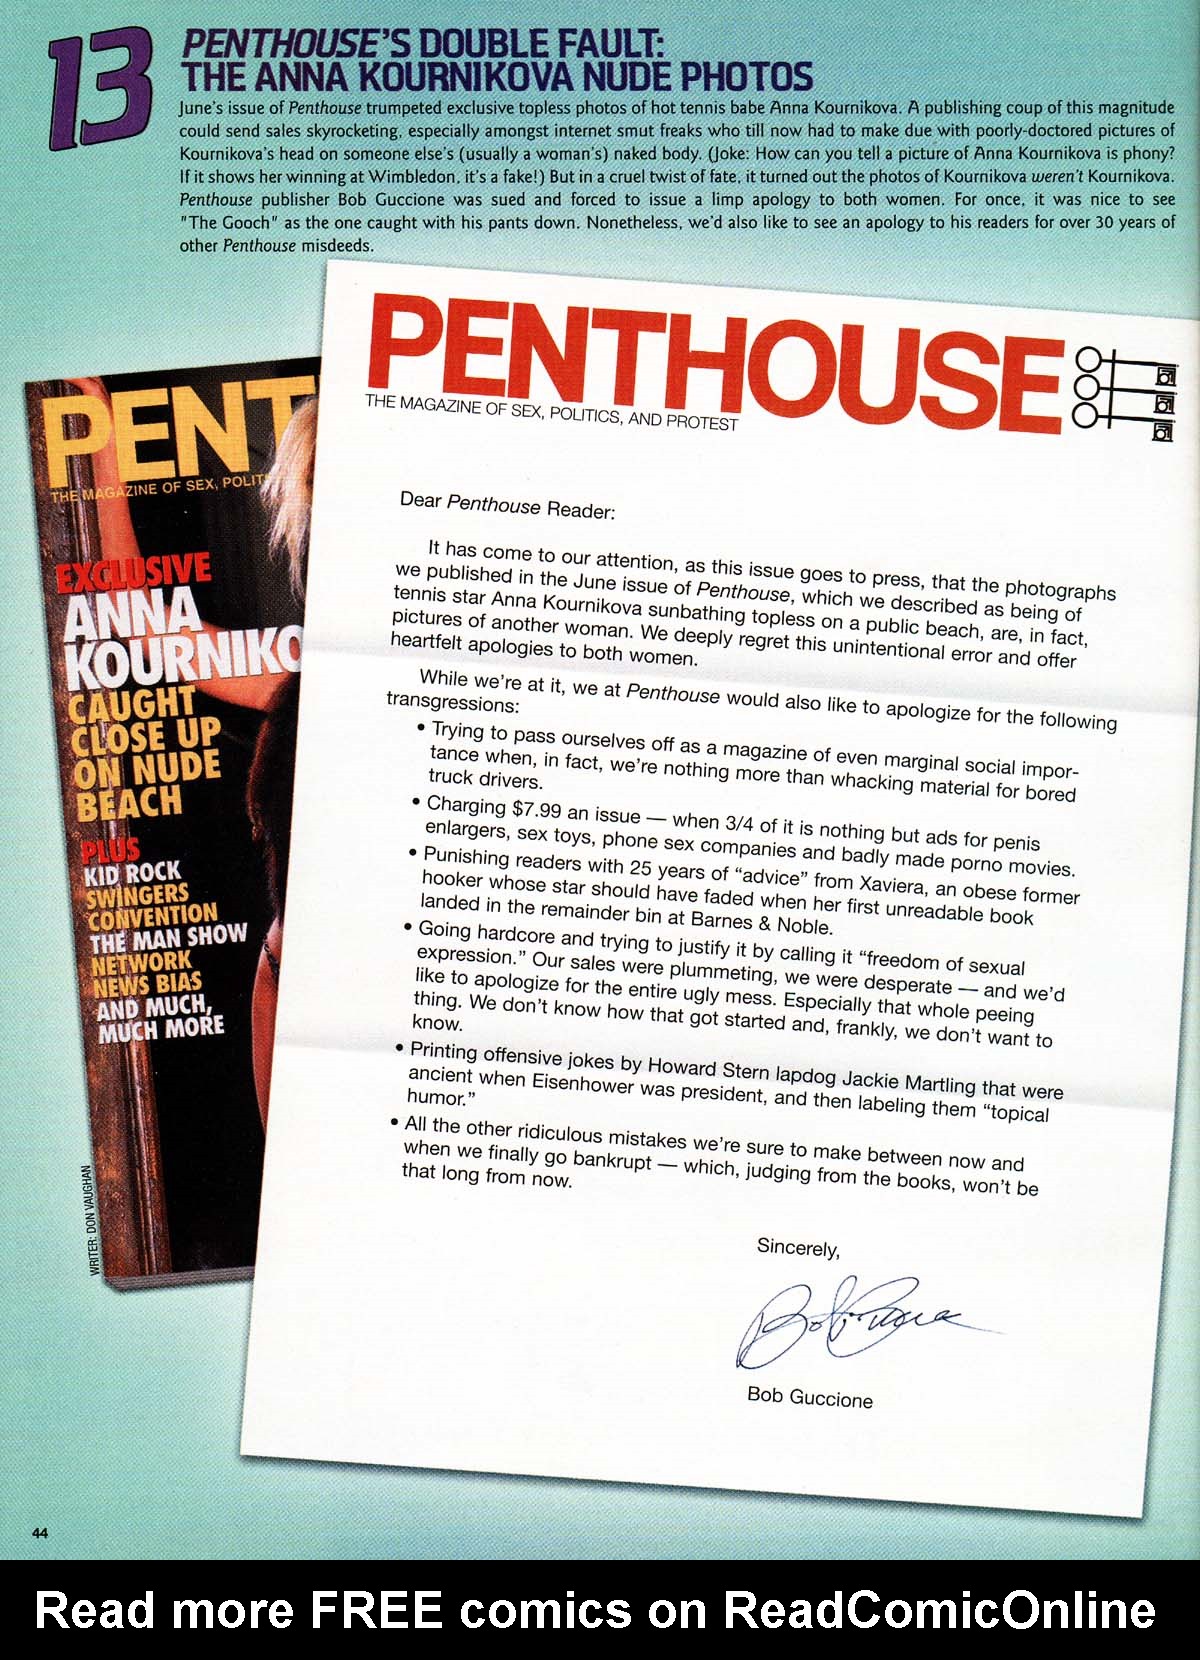 13
PENTHOUSE'S DOUBLE FAULT:
THE ANNA KOURNIKOVA NUDE PHOTOS
June's issue of Penthouse trumpeted exclusive topless photos of hot tennis babe Anna Kournikova. A publishing coup of this magnitude
could send sales skyrocketing, especially amongst internet smut freaks who till now had to make due with poorly-doctored pictures of
Kournikova's head on someone else's (usually a woman's) naked body. (Joke: How can you tell a picture of Anna Kournikova is phony?
If it shows her winning at Wimbledon, it's a fake!) But in a cruel twist of fate, it turned out the photos of Kournikova weren't Kournikova.
Penthouse publisher Bob Guccione was sued and forced to issue a limp apology to both women. For once, it was nice to see
"The Gooch" as the one caught with his pants down. Nonetheless, we'd also like to see an apology to his readers for over 30 years of
other Penthouse misdeeds.
PENT
THE MAGAZINE OF SEX, POLIT
EXCLUSIVE
ANNA
KOURNIKO
CAUGHT
CLOSE UP
ON NUDE
BEACH
PLUS
KID ROCK
SWINGERS
CONVENTION
THE MAN SHOW
NETWORK
NEWS BIAS
AND MUCH,
MUCH MORE
WRITER: DON VAUGHAN
PENTHOUSE
THE MAGAZINE OF SEX, POLITICS, AND PROTEST
Dear Penthouse Reader:
It has come to our attention, as this issue goes to press, that the photographs
we published in the June issue of Penthouse, which we described as being of
tennis star Anna Kournikova sunbathing topless on a public beach, are, in fact,
pictures of another woman. We deeply regret this unintentional error and offer
heartfelt apologies to both women.
While we're at it, we at Penthouse would also like to apologize for the following
transgressions:
• Trying to pass ourselves off as a magazine of even marginal social impor-
tance when, in fact, we're nothing more than whacking material for bored
truck drivers.
• Charging $7.99 an issue — when 3/4 of it is nothing but ads for penis
enlargers, sex toys, phone sex companies and badly made porno movies.
• Punishing readers with 25 years of "advice" from Xaviera, an obese former
hooker whose star should have faded when her first unreadable book
landed in the remainder bin at Barnes & Noble.
• Going hardcore and trying to justify it by calling it "freedom of sexual
expression." Our sales were plummeting, we were desperate — and we'd
like to apologize for the entire ugly mess. Especially that whole peeing
thing. We don't know how that got started and, frankly, we don't want to
know.
• Printing offensive jokes by Howard Stern lapdog Jackie Martling that were
ancient when Eisenhower was president, and then labeling them "topical
humor."
• All the other ridiculous mistakes we're sure to make between now and
when we finally go bankrupt — which, judging from the books, won't be
that long from now.
Sincerely,
Bob Guccione
Bob Guccione
44
Read more FREE comics on ReadComicOnline